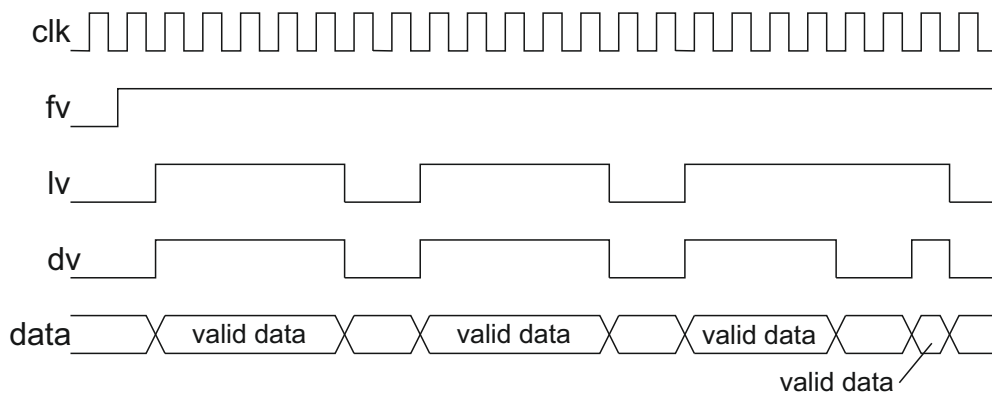 clk
fv
lv
dv
data
valid data
valid data
valid data
valid data